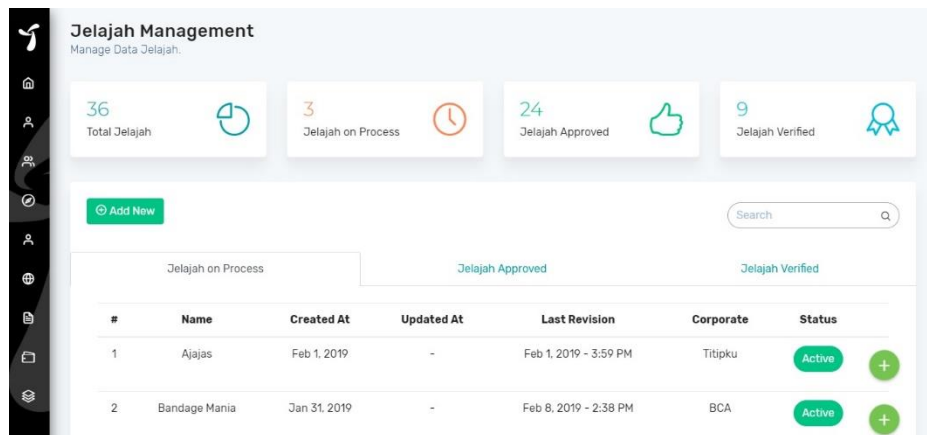 Jelajah Management
Manage Data Jelajah.
36
Total Jelajah
3
Jelajah on Process
24
Jelajah Approved
9
Jelajah Verified
Add New
Search
Jelajah on Process Jelajah Approved Jelajah Verified
# Name Created At Updated At Last Revision Corporate Status
1 Ajajas Feb 1, 2019 - Feb 1, 2019 - 3:59 PM Titipku Active
2 Bandage Mania Jan 31, 2019 - Feb 8, 2019 - 2:38 PM BCA Active